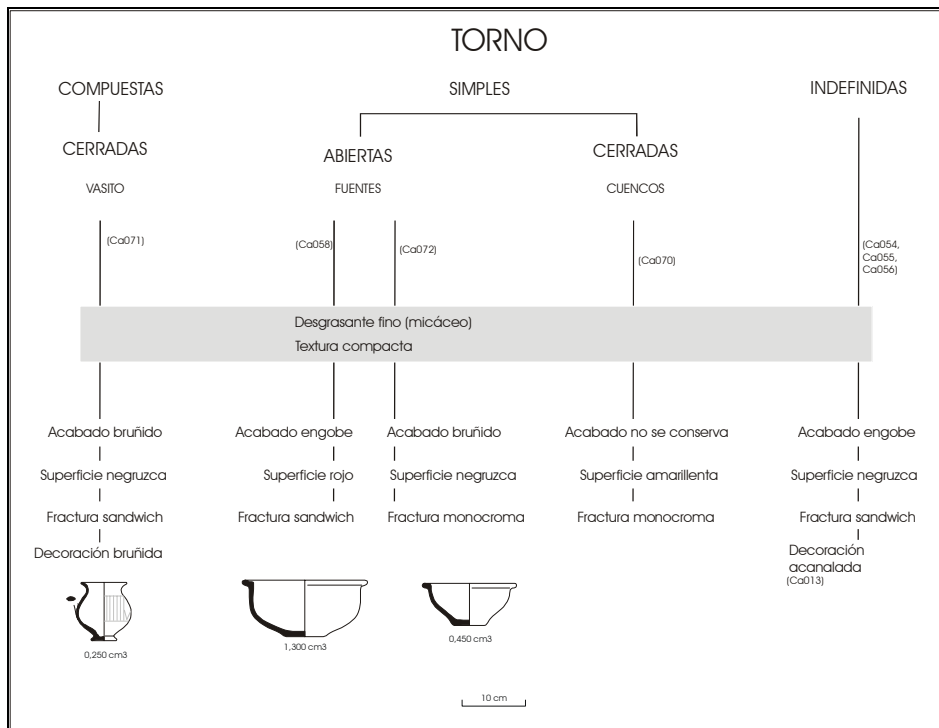 TORNO
COMPUESTAS
SIMPLES
INDEFINIDAS
CERRADAS
ABIERTAS
CERRADAS
VASITO
FUENTES
CUENCOS
(Ca071)
(Ca058)
(Ca072)
(Ca070)
(Ca054,
Ca055,
Ca056)
Desgrasante fino (micáceo)
Textura compacta
Acabado bruñido
Superficie negruzca
Fractura sandwich
Decoración bruñida
0,250 cm3
Acabado engobe
Superficie rojo
Fractura sandwich
1,300 cm3
Acabado bruñido
Superficie negruzca
Fractura monocroma
0,450 cm3
Acabado no se conserva
Superficie amarillenta
Fractura monocroma
Acabado engobe
Superficie negruzca
Fractura sandwich
Decoración
acanalada
(Ca013)
10 cm